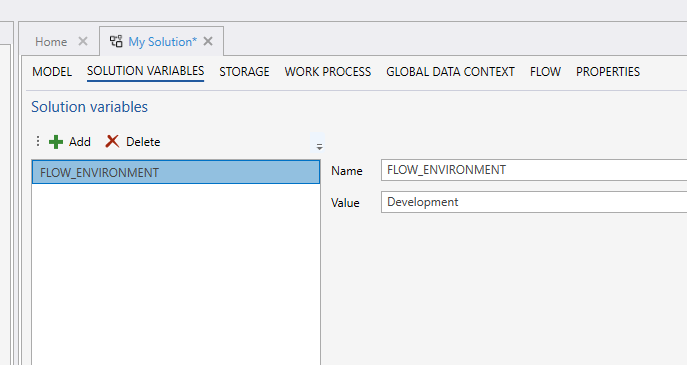 Home
My Solution*
MODEL SOLUTION VARIABLES STORAGE WORK PROCESS GLOBAL DATA CONTEXT FLOW PROPERTIES
Solution variables
Add Delete
FLOW_ENVIRONMENT
Name FLOW_ENVIRONMENT
Value Development